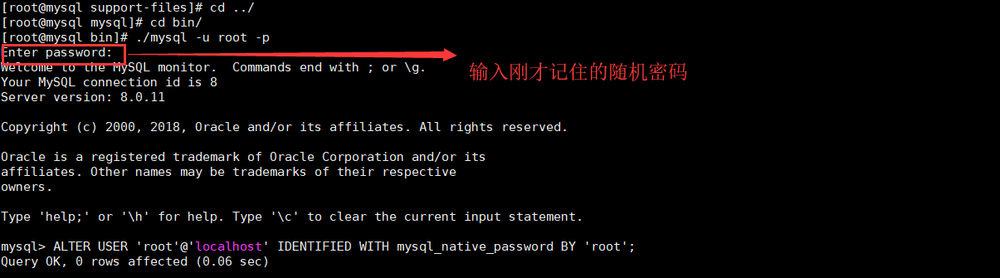 [root@mysql support-files]# cd ../
[root@mysql mysql]# cd bin/
[root@mysql bin]# ./mysql -u root -p
Enter password:
Welcome to the MySQL monitor.  Commands end with ; or \g.
输入刚才记住的随机密码
Your MySQL connection id is 8
Server version: 8.0.11
Copyright (c) 2000, 2018, Oracle and/or its affiliates. All rights reserved.
Oracle is a registered trademark of Oracle Corporation and/or its
affiliates. Other names may be trademarks of their respective
owners.
Type 'help;' or '\h' for help. Type '\c' to clear the current input statement.
mysql> ALTER USER 'root'@'localhost' IDENTIFIED WITH mysql_native_password BY 'root';
Query OK, 0 rows affected (0.06 sec)